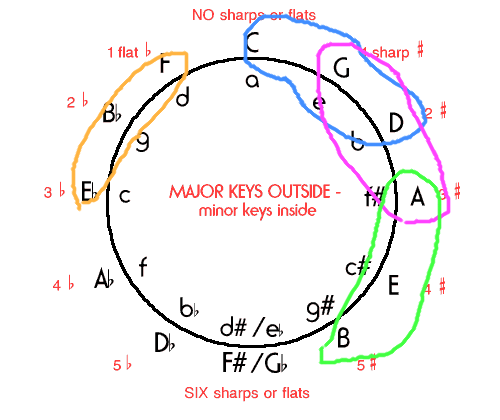 NO sharps or flats
C
1 flat ♭
F
a
G
1 sharp ♯
2 ♭
B♭
d
e
D
2 ♯
g
b
3 ♭
E♭
c
MAJOR KEYS OUTSIDE -
minor keys inside
f#
A
3 ♯
4 ♭
A♭
f
c#
E
4 ♯
b♭
g#
D♭
d# /e♭
B
5 ♭
F# /G♭
5 ♯
SIX sharps or flats